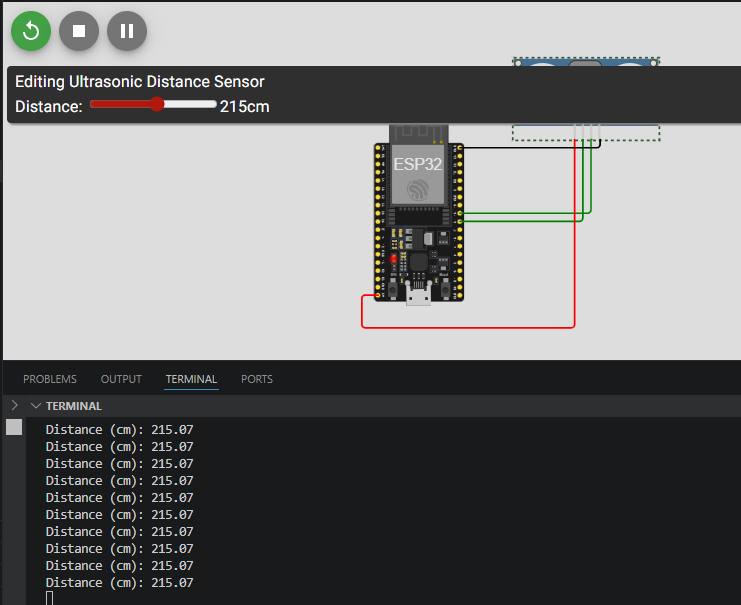 Editing Ultrasonic Distance Sensor
Distance: 215cm
ESP32
PROBLEMS OUTPUT TERMINAL PORTS
TERMINAL
Distance (cm): 215.07
Distance (cm): 215.07
Distance (cm): 215.07
Distance (cm): 215.07
Distance (cm): 215.07
Distance (cm): 215.07
Distance (cm): 215.07
Distance (cm): 215.07
Distance (cm): 215.07
Distance (cm): 215.07